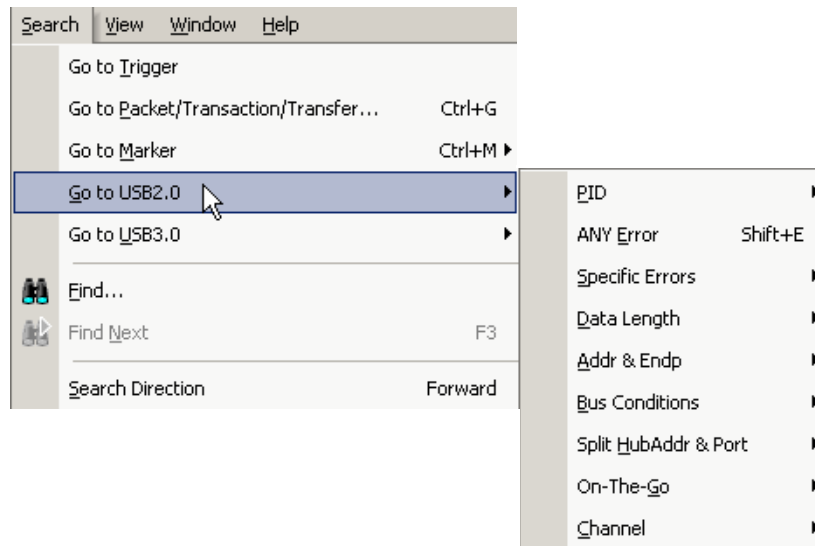 Search View Window Help
Go to Trigger
Go to Packet/Transaction/Transfer... Ctrl+G
Go to Marker Ctrl+M
Go to USB2.0
Go to USB3.0
Find...
Find Next F3
Search Direction Forward
PID
ANY Error Shift+E
Specific Errors
Data Length
Addr & Endp
Bus Conditions
Split HubAddr & Port
On-The-Go
Channel